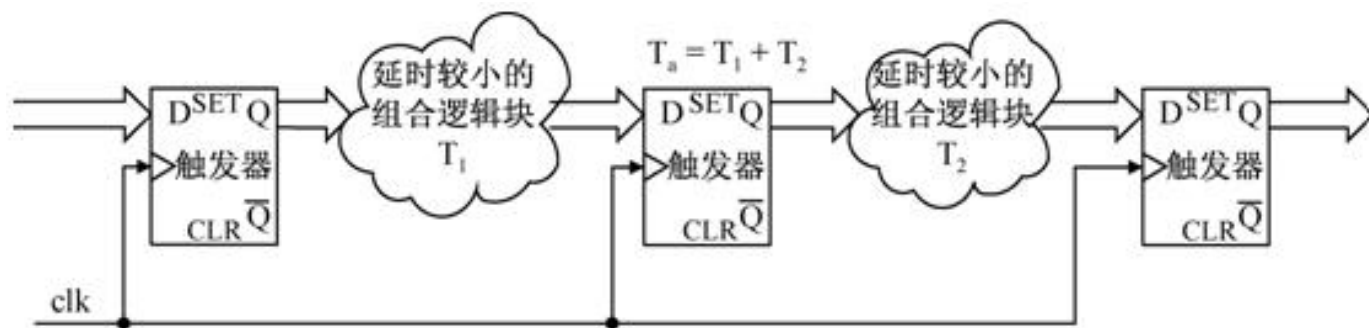 延时较小的
组合逻辑块
T₁
Tₐ = T₁ + T₂
延时较小的
组合逻辑块
T₂
D SET Q
触发器
CLR Q̅
D SET Q
触发器
CLR Q̅
D SET Q
触发器
CLR Q̅
clk